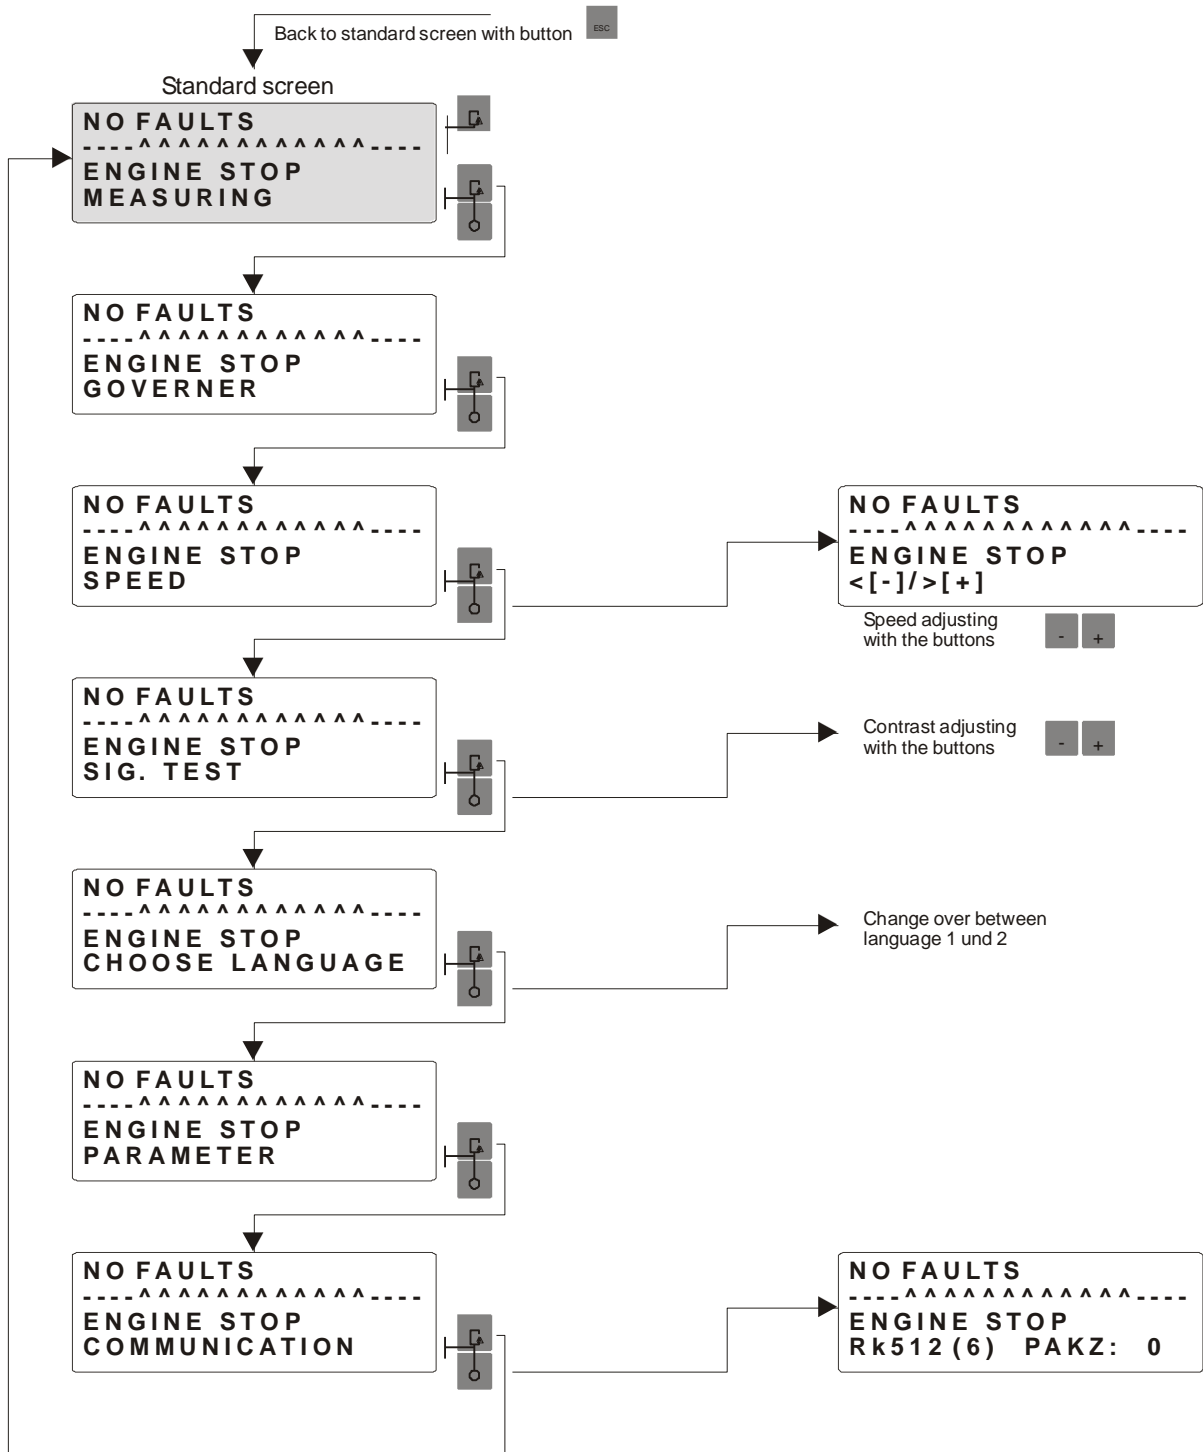 Back to standard screen with button ESC
Standard screen
NO FAULTS
----^^^^^^^^^^^^----
ENGINE STOP
MEASURING
NO FAULTS
----^^^^^^^^^^^^----
ENGINE STOP
GOVERNER
NO FAULTS
----^^^^^^^^^^^^----
ENGINE STOP
SPEED
NO FAULTS
----^^^^^^^^^^^^----
ENGINE STOP
<[-]/>[+]
Speed adjusting
with the buttons - +
NO FAULTS
----^^^^^^^^^^^^----
ENGINE STOP
SIG. TEST
Contrast adjusting
with the buttons - +
NO FAULTS
----^^^^^^^^^^^^----
ENGINE STOP
CHOOSE LANGUAGE
Change over between
language 1 und 2
NO FAULTS
----^^^^^^^^^^^^----
ENGINE STOP
PARAMETER
NO FAULTS
----^^^^^^^^^^^^----
ENGINE STOP
COMMUNICATION
NO FAULTS
----^^^^^^^^^^^^----
ENGINE STOP
Rk512(6) PAKZ: 0